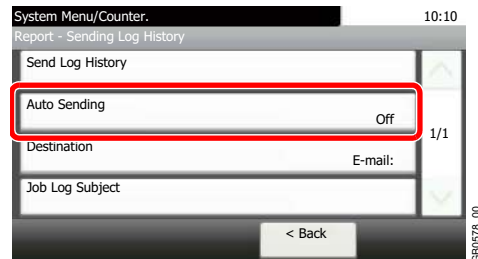 System Menu/Counter.
10:10
Report - Sending Log History
Send Log History
Auto Sending
Off
1/1
Destination
E-mail:
Job Log Subject
< Back
GB0578_00